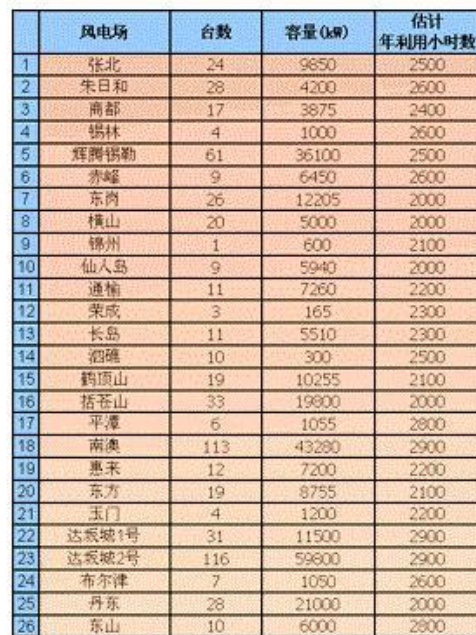 风电场 台数 容量(kW) 估计
年利用小时数
1 张北 24 9850 2500
2 朱日和 28 4200 2600
3 商都 17 3875 2400
4 锡林 4 1000 2600
5 辉腾锡勒 61 36100 2500
6 赤峰 9 6450 2600
7 东岗 26 12205 2000
8 横山 20 5000 2000
9 锦州 1 600 2100
10 仙人岛 9 5940 2000
11 通榆 11 7260 2200
12 荣成 3 165 2300
13 长岛 11 5510 2300
14 泗礁 10 300 2500
15 鹤顶山 19 10255 2100
16 括苍山 33 19800 2000
17 平潭 6 1055 2800
18 南澳 113 43280 2900
19 惠来 12 7200 2200
20 东方 19 8755 2100
21 玉门 4 1200 2200
22 达坂城1号 31 11500 2900
23 达坂城2号 116 59800 2900
24 布尔津 7 1050 2600
25 丹东 28 21000 2000
26 东山 10 6000 2800